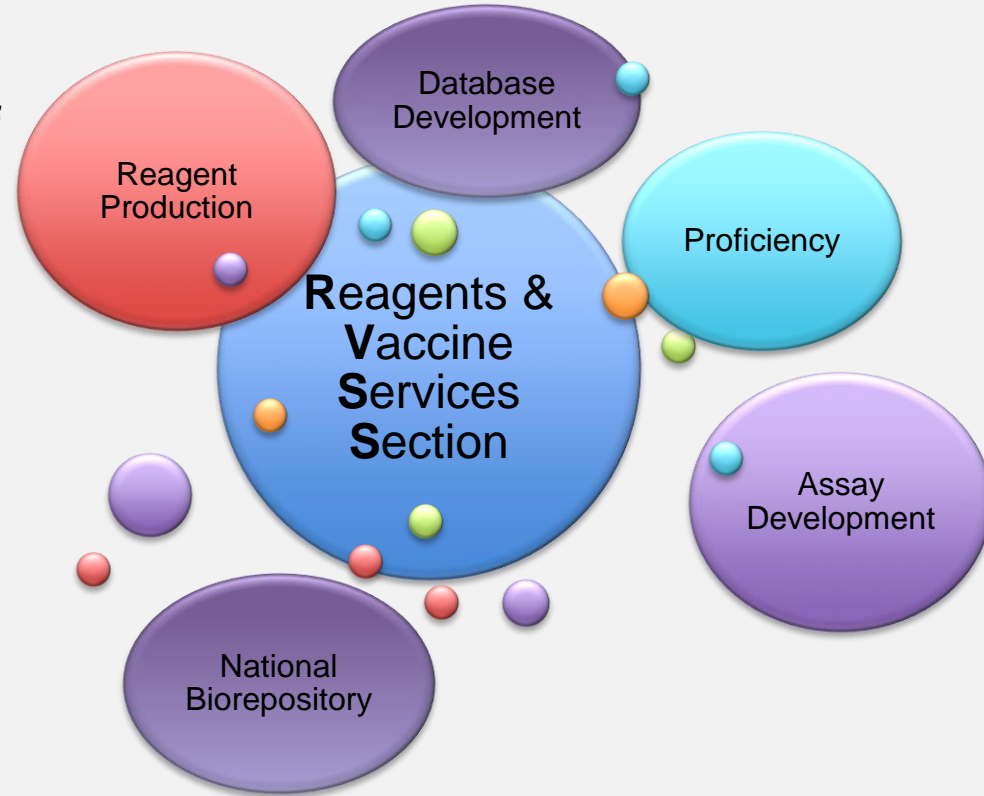 Database
Development
Reagent
Production
Proficiency
Reagents &
Vaccine
Services
Section
Assay
Development
National
Biorepository